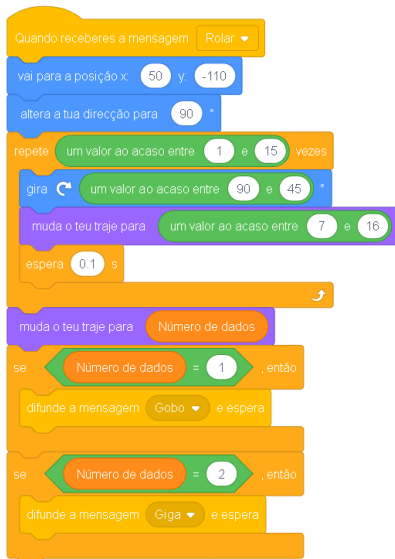 Quando receberes a mensagem Rolar
vai para a posição x: 50 y: -110
altera a tua direcção para 90 °
repete um valor ao acaso entre 1 e 15 vezes
gira um valor ao acaso entre 90 e 45 °
muda o teu traje para um valor ao acaso entre 7 e 16
espera 0.1 s
muda o teu traje para Número de dados
se Número de dados = 1 , então
difunde a mensagem Gobo e espera
se Número de dados = 2 , então
difunde a mensagem Giga e espera